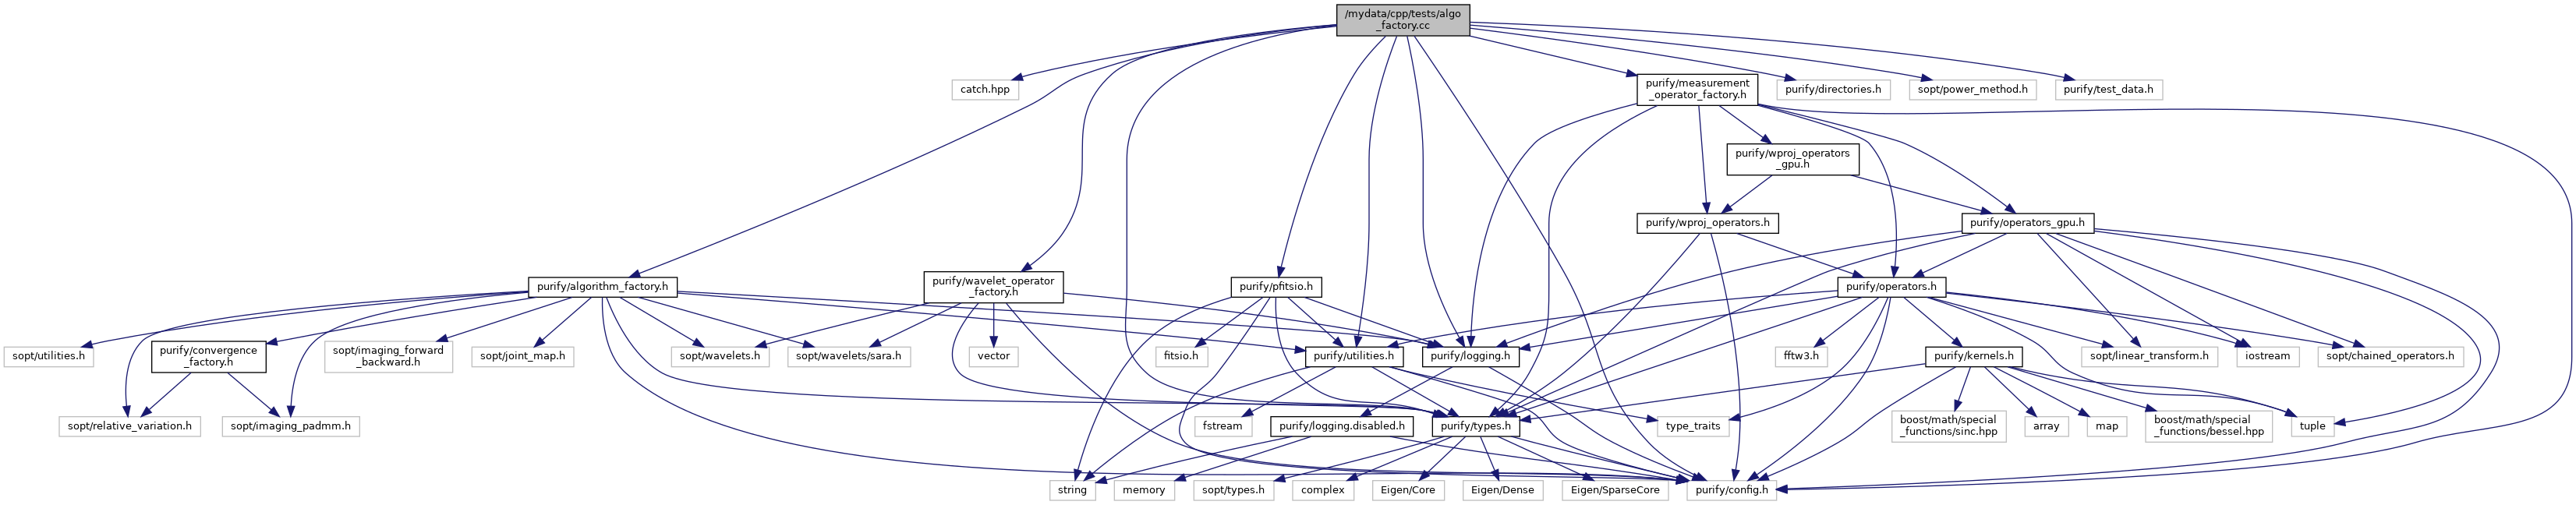 /mydata/cpp/tests/algo
_factory.cc
catch.hpp
purify/measurement
_operator_factory.h
purify/directories.h
sopt/power_method.h
purify/test_data.h
purify/wproj_operators
_gpu.h
purify/wproj_operators.h
purify/operators_gpu.h
purify/algorithm_factory.h
purify/wavelet_operator
_factory.h
purify/pfitsio.h
purify/operators.h
sopt/utilities.h
purify/convergence
_factory.h
sopt/imaging_forward
_backward.h
sopt/joint_map.h
sopt/wavelets.h
sopt/wavelets/sara.h
vector
fitsio.h
purify/utilities.h
purify/logging.h
fftw3.h
purify/kernels.h
sopt/linear_transform.h
iostream
sopt/chained_operators.h
sopt/relative_variation.h
sopt/imaging_padmm.h
fstream
purify/logging.disabled.h
purify/types.h
type_traits
boost/math/special
_functions/sinc.hpp
array
map
boost/math/special
_functions/bessel.hpp
tuple
string
memory
sopt/types.h
complex
Eigen/Core
Eigen/Dense
Eigen/SparseCore
purify/config.h